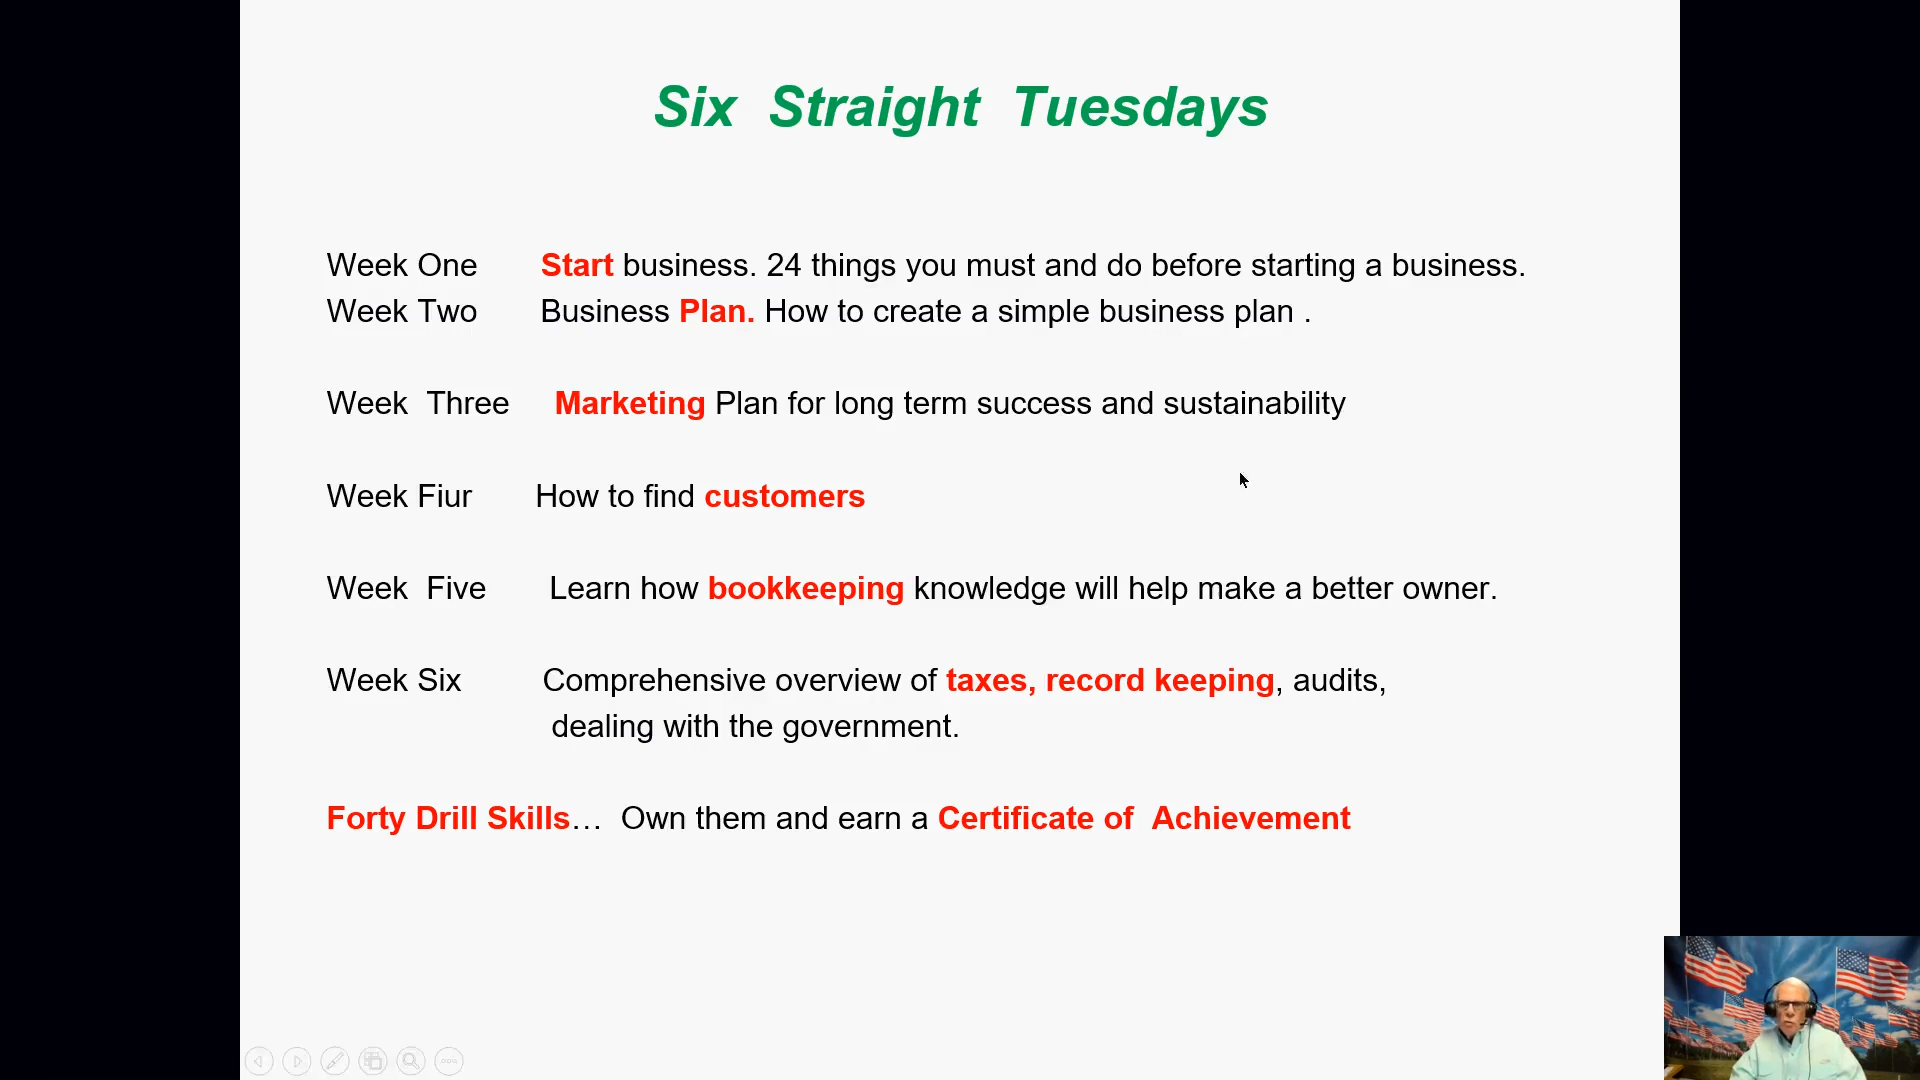 Six Straight Tuesdays
Week One Start business. 24 things you must and do before starting a business.
Week Two Business Plan. How to create a simple business plan .
Week Three Marketing Plan for long term success and sustainability
Week Fiur How to find customers
Week Five Learn how bookkeeping knowledge will help make a better owner.
Week Six Comprehensive overview of taxes, record keeping, audits,
dealing with the government.
Forty Drill Skills… Own them and earn a Certificate of Achievement